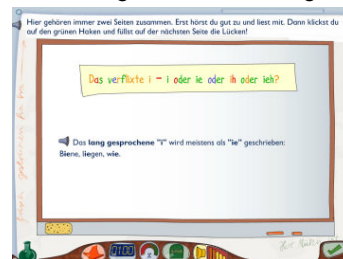 Hier gehören immer zwei Seiten zusammen. Erst hörst du gut zu und liest mit. Dann klickst du
auf den grünen Haken und füllst auf der nächsten Seite die Lücken!
Das verflixte i - i oder ie oder ih oder ieh?
Das lang gesprochene "i" wird meistens als "ie" geschrieben:
Biene, liegen, wie.